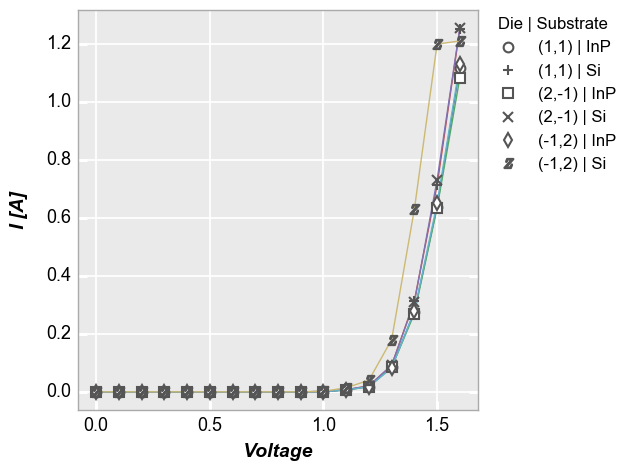 Die | Substrate
(1,1) | InP
(1,1) | Si
(2,-1) | InP
(2,-1) | Si
(-1,2) | InP
(-1,2) | Si
I [A]
1.2
1.0
0.8
0.6
0.4
0.2
0.0
0.0 0.5 1.0 1.5
Voltage